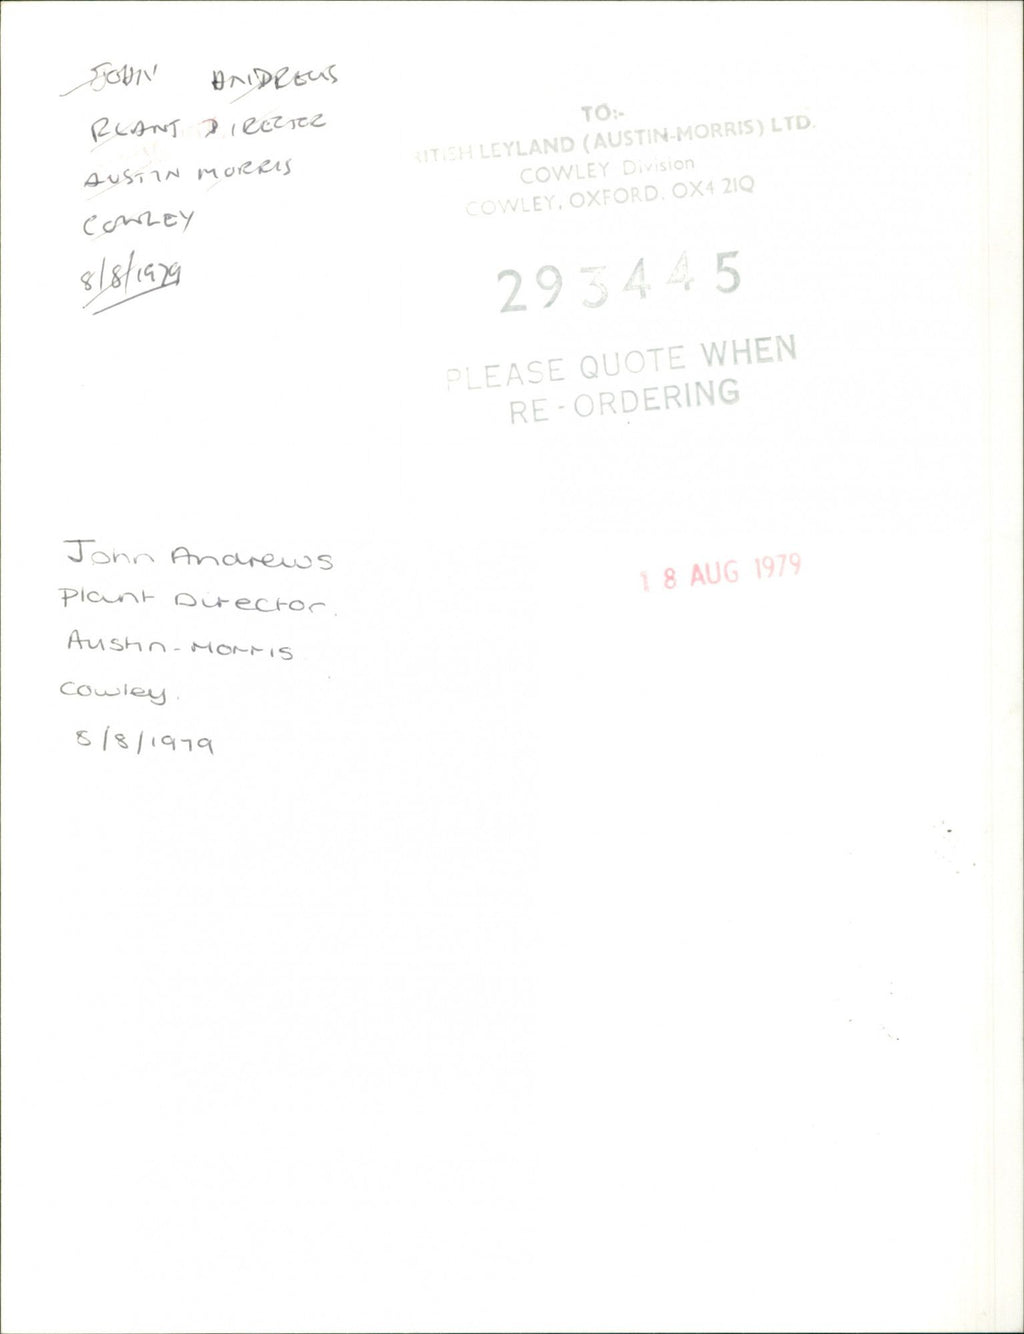 JOHN ANDREWS
PLANT DIRECTOR
AUSTIN MORRIS
COWLEY
8/8/1979
TO:-
ITISH LEYLAND (AUSTIN-MORRIS) LTD.
COWLEY Division
COWLEY, OXFORD. OX4 2IQ
293445
PLEASE QUOTE WHEN
RE-ORDERING
John Andrews
Plant Director.
Austin-Morris
Cowley.
8/8/1979
18 AUG 1979